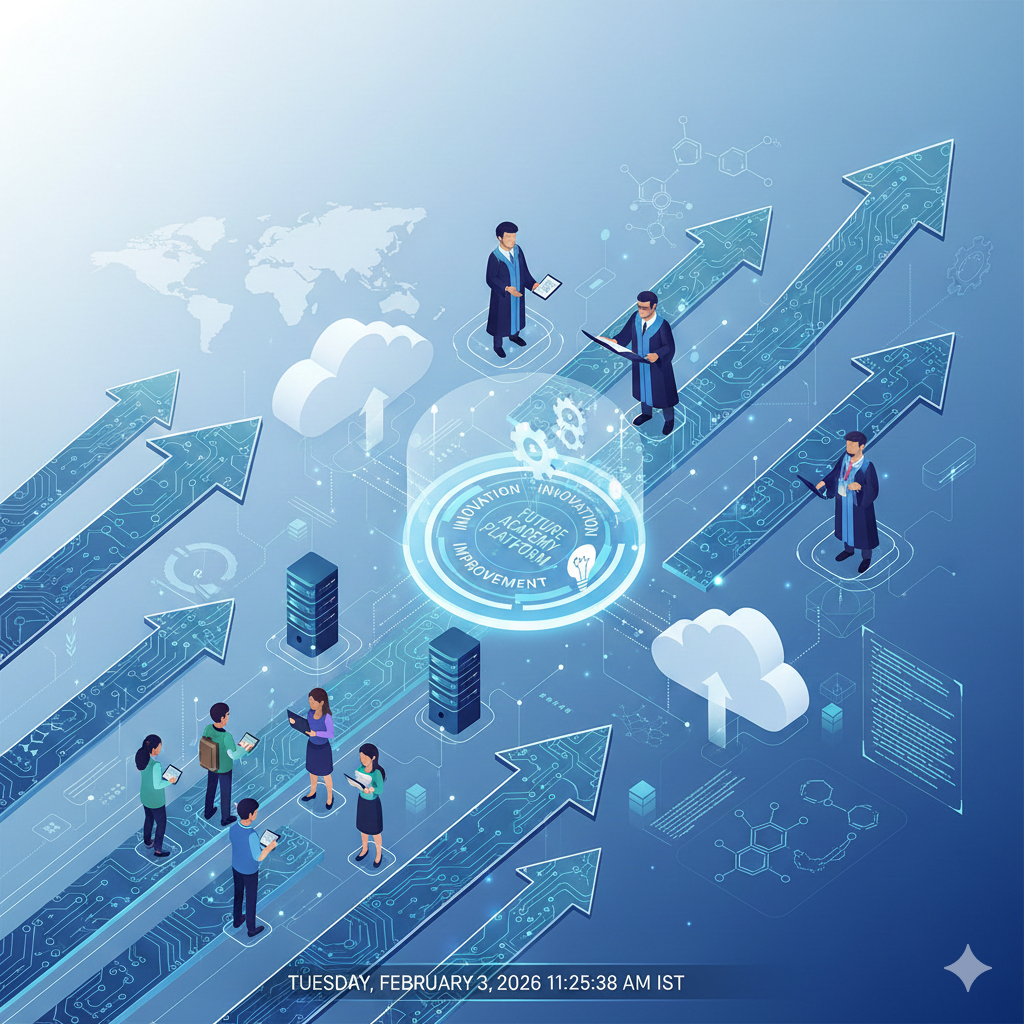 INNOVATION INNOVATION
FUTURE
ACADEMY
PLATFORM
IMPROVEMENT
TUESDAY, FEBRUARY 3, 2026 11:25:38 AM IST